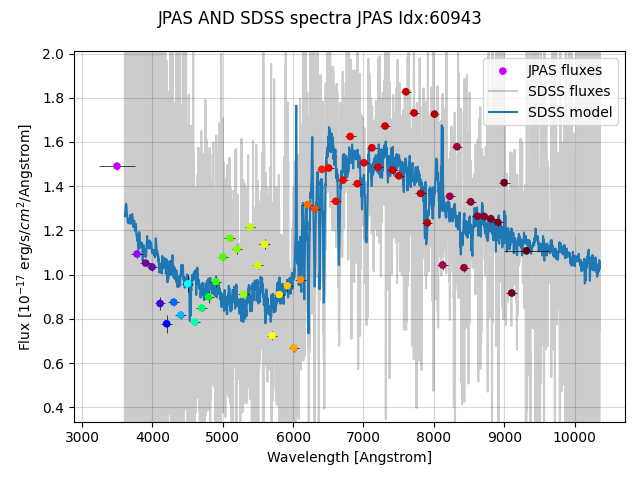 JPAS AND SDSS spectra JPAS Idx:60943
JPAS fluxes
SDSS fluxes
SDSS model
2.0
1.8
1.6
1.4
1.2
1.0
0.8
0.6
0.4
Flux [10⁻¹⁷ erg/s/cm²/Angstrom]
3000 4000 5000 6000 7000 8000 9000 10000
Wavelength [Angstrom]